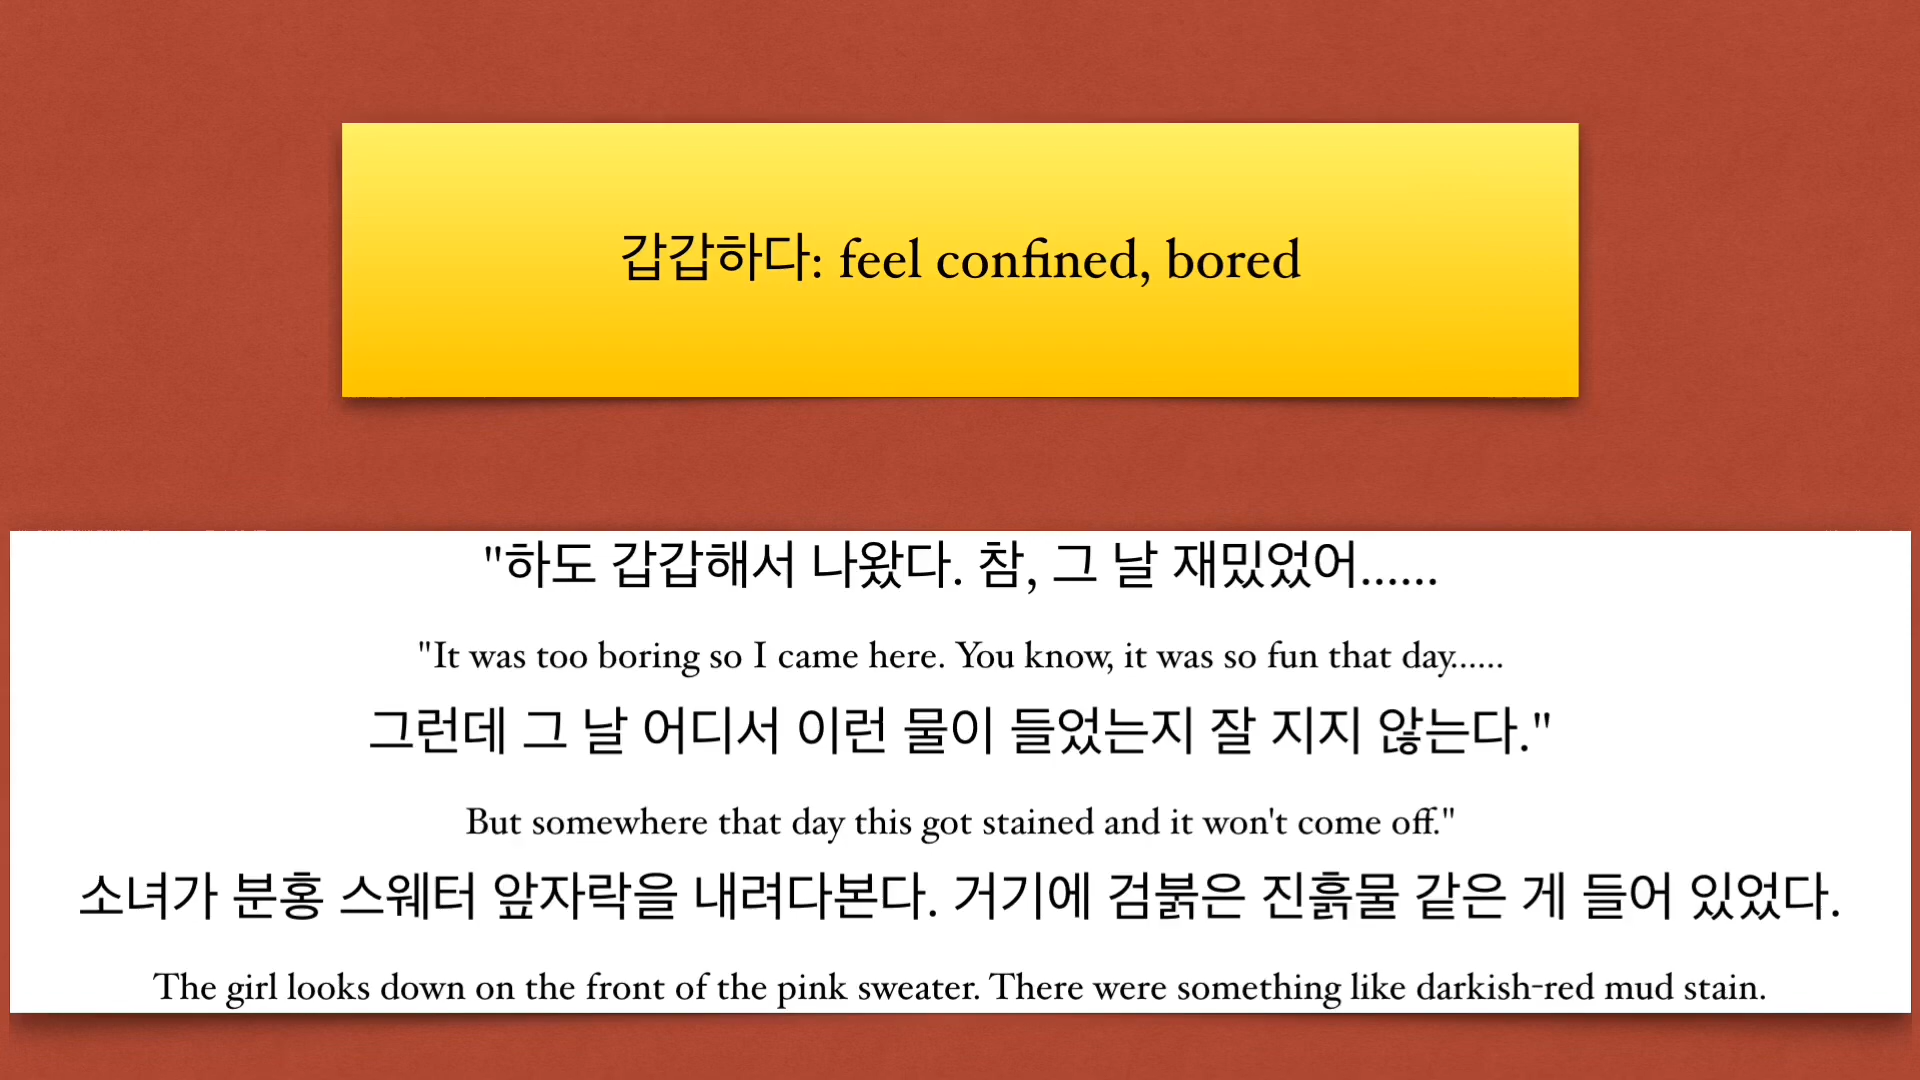 갑갑하다: feel confined, bored
"하도 갑갑해서 나왔다. 참, 그 날 재밌었어......
"It was too boring so I came here. You know, it was so fun that day......
그런데 그 날 어디서 이런 물이 들었는지 잘 지지 않는다."
But somewhere that day this got stained and it won't come off."
소녀가 분홍 스웨터 앞자락을 내려다본다. 거기에 검붉은 진흙물 같은 게 들어 있었다.
The girl looks down on the front of the pink sweater. There were something like darkish-red mud stain.